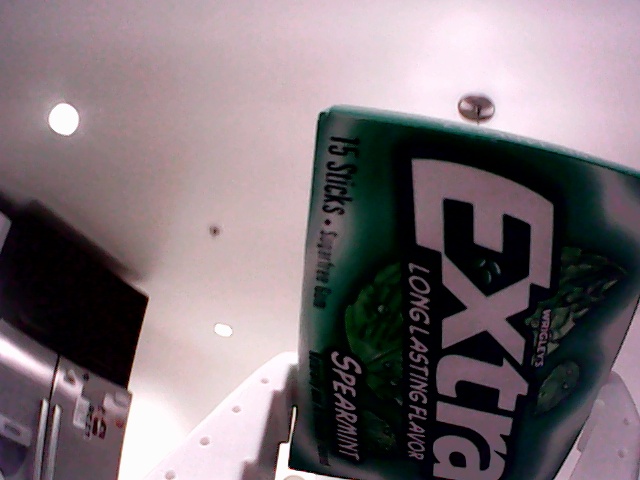 WRIGLEY'S
Extra
LONG LASTING FLAVOR
SPEARMINT
15 Sticks • Sugarfree Gum